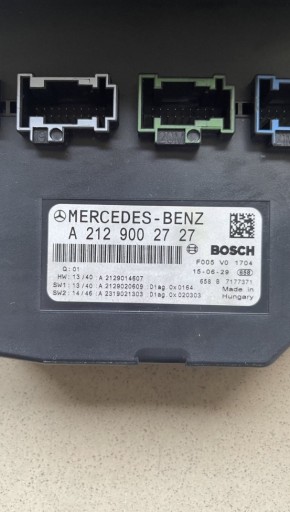 MERCEDES-BENZ
A 212 900 27 27
BOSCH
Q:01
F005 V0 1704
HW: 13/40 A 2129014607
15-06-29 658
SW1: 13/40 A 2129020609 Diag.0x0164
658 B 7177371
SW2: 14/46 A 2319021303 Diag.0x020303
Made in
Hungary